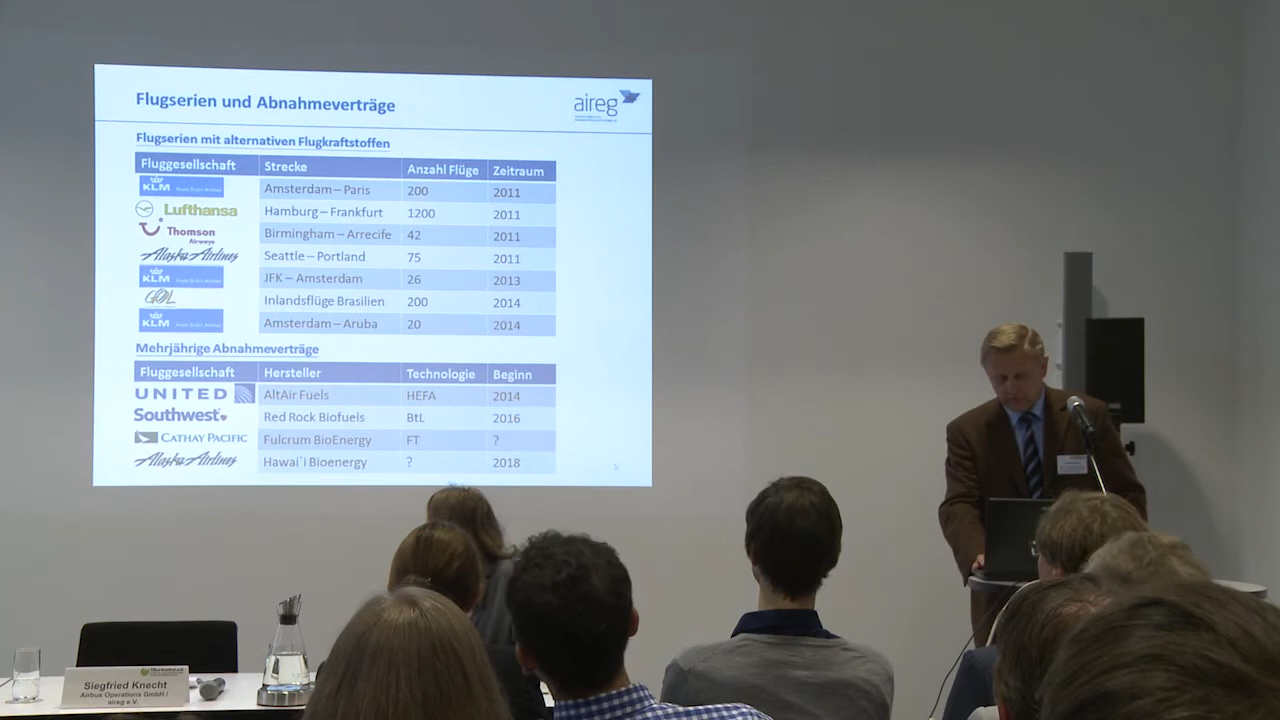 Flugserien und Abnahmeverträge
aireg
Flugserien mit alternativen Flugkraftstoffen
Fluggesellschaft Strecke Anzahl Flüge Zeitraum
KLM Amsterdam – Paris 200 2011
Lufthansa Hamburg – Frankfurt 1200 2011
Thomson Airways Birmingham – Arrecife 42 2011
Alaska Airlines Seattle – Portland 75 2011
KLM JFK – Amsterdam 26 2013
GOL Inlandsflüge Brasilien 200 2014
KLM Amsterdam – Aruba 20 2014
Mehrjährige Abnahmeverträge
Fluggesellschaft Hersteller Technologie Beginn
UNITED AltAir Fuels HEFA 2014
Southwest Red Rock Biofuels BtL 2016
CATHAY PACIFIC Fulcrum BioEnergy FT ?
Alaska Airlines Hawai`i Bioenergy ? 2018
5
Öko-Institut e.V.
Siegfried Knecht
Airbus Operations GmbH /
aireg e.V.